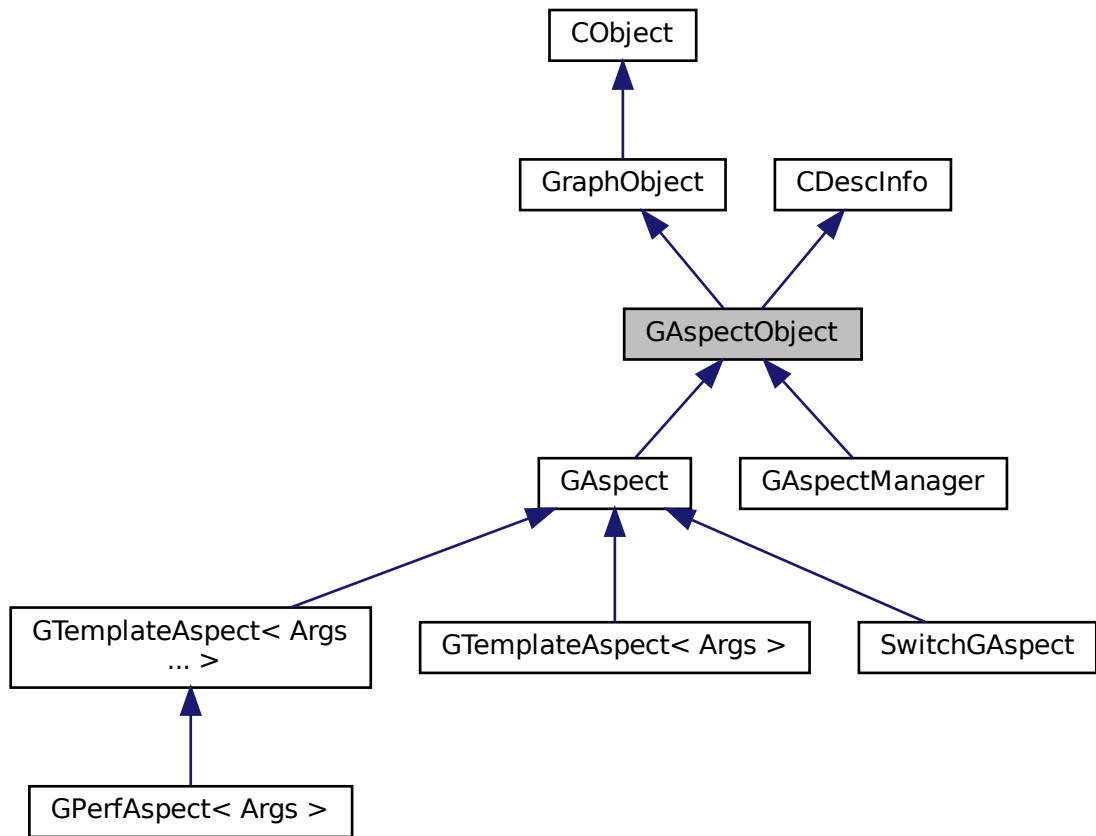 CObject
GraphObject
CDescInfo
GAspectObject
GAspect
GAspectManager
GTemplateAspect< Args
... >
GTemplateAspect< Args >
SwitchGAspect
GPerfAspect< Args >